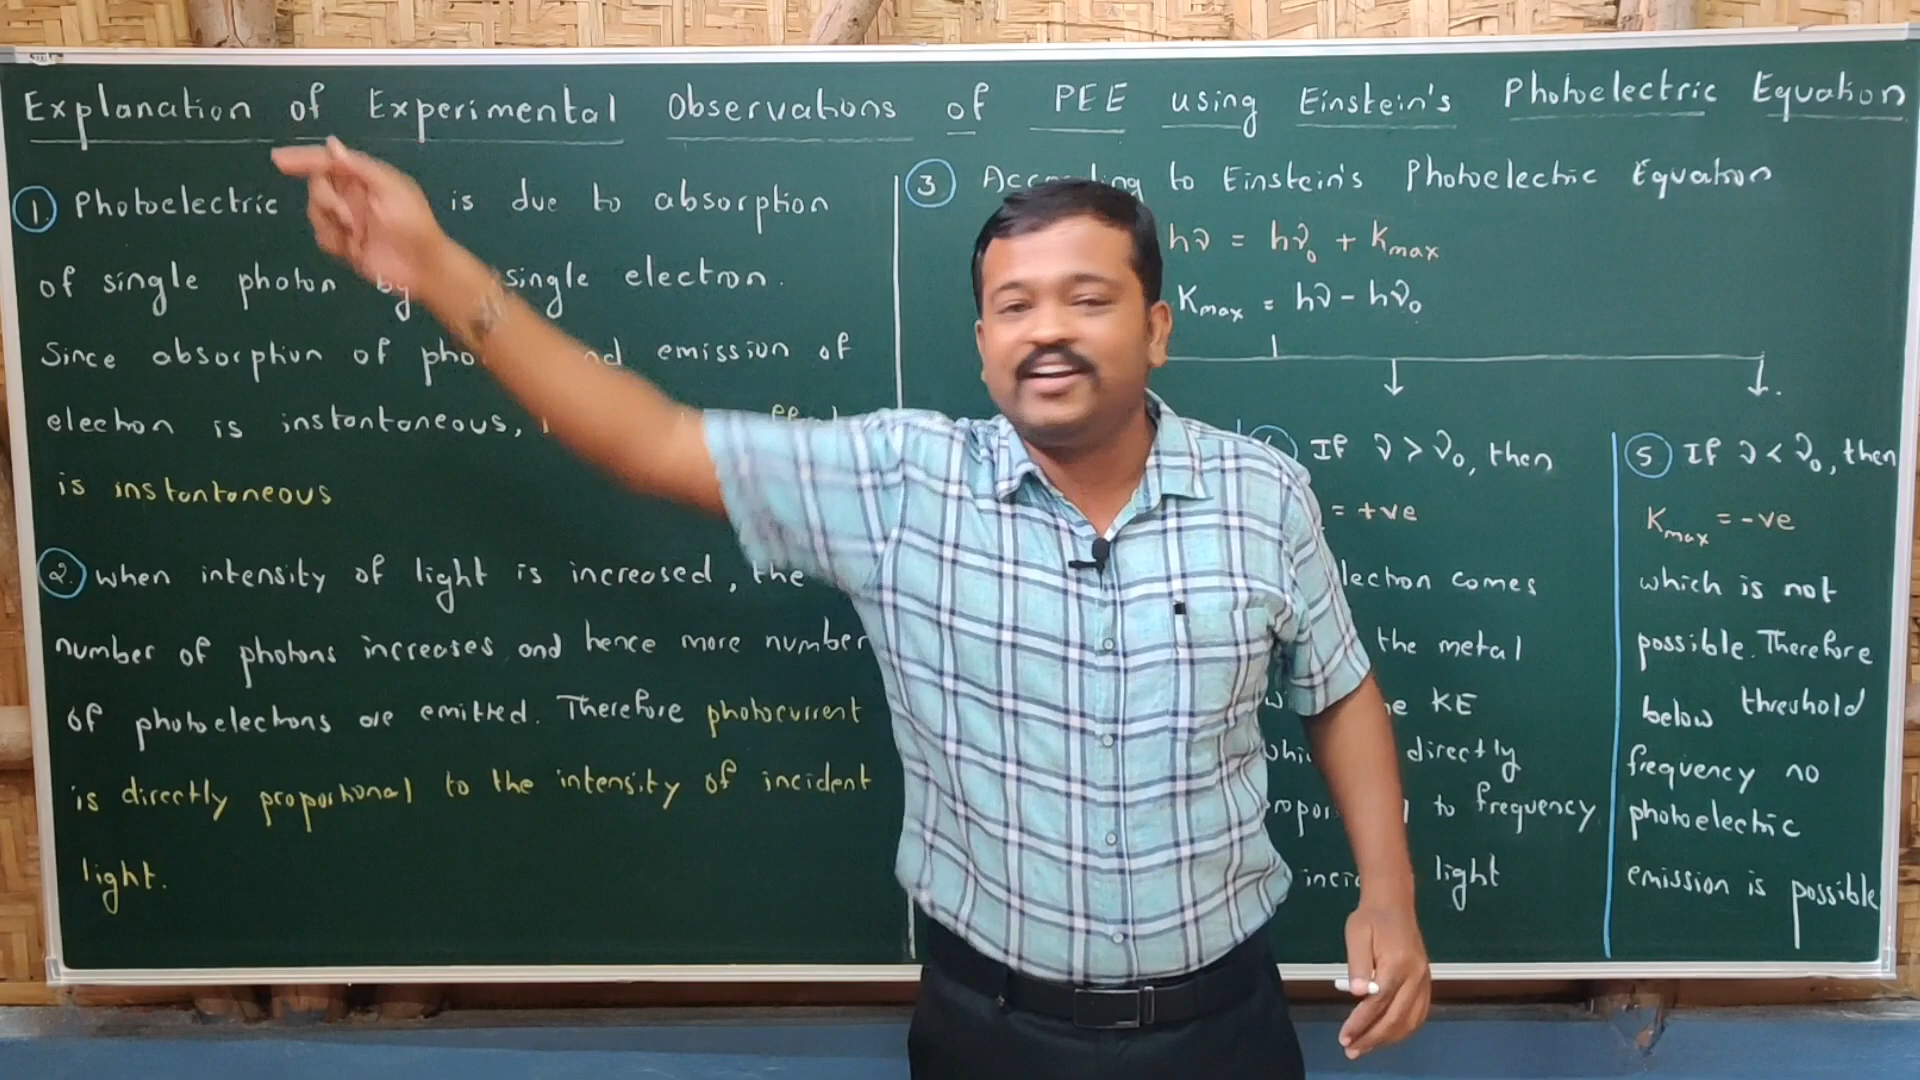 Explanation of Experimental Observations of PEE using Einstein's Photoelectric Equation
1. Photoelectric is due to absorption
of single photon by single electron.
Since absorption of pho nd emission of
electron is instantaneous,
is instantaneous
2. when intensity of light is increased, the
number of photons increases and hence more number
of photoelectrons are emitted. Therefore photocurrent
is directly proportional to the intensity of incident
light.
3 According to Einstein's Photoelectric Equation
hν = hν₀ + Kmax
Kmax = hν - hν₀
If ν > ν₀, then
= +ve
lectron comes
the metal
KE
directly
to frequency
light
5 If ν < ν₀, then
Kmax = -ve
which is not
possible. Therefore
below threshold
frequency no
photoelectric
emission is possible